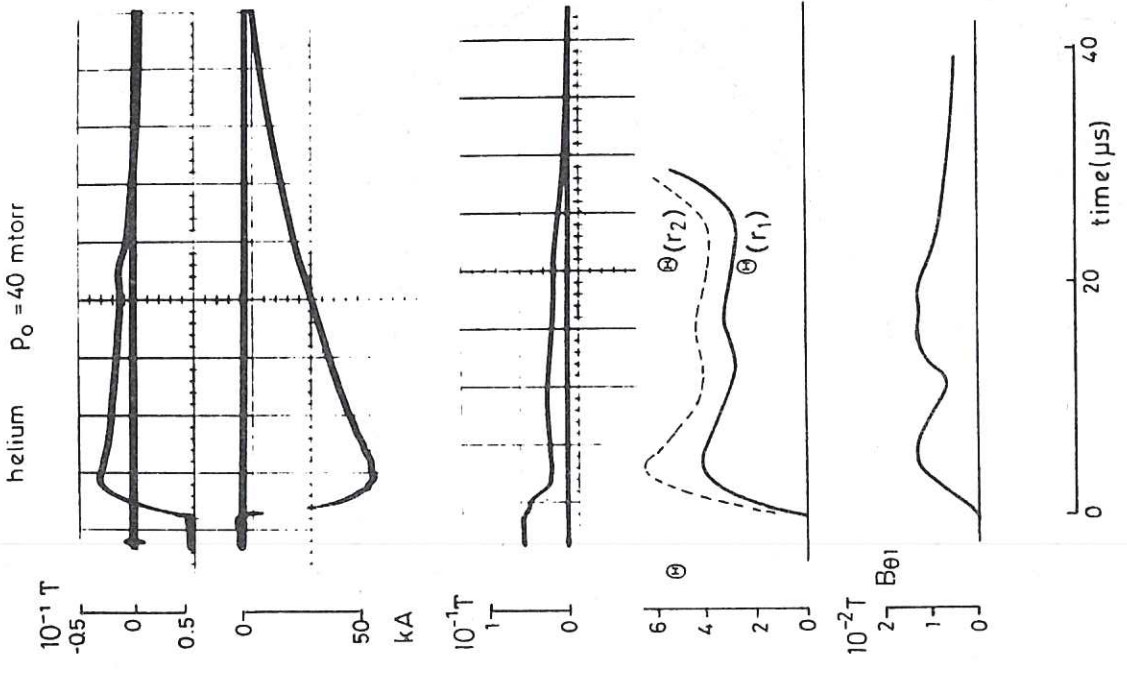 helium p₀ = 40 mtorr
10⁻¹ T
-0.5
0
0.5
0
50
kA
10⁻¹T
1
0
Θ
6
4
2
0
Θ(r₂)
Θ(r₁)
10⁻²T
Bθ1
2
1
0
0 20 40
time(µs)